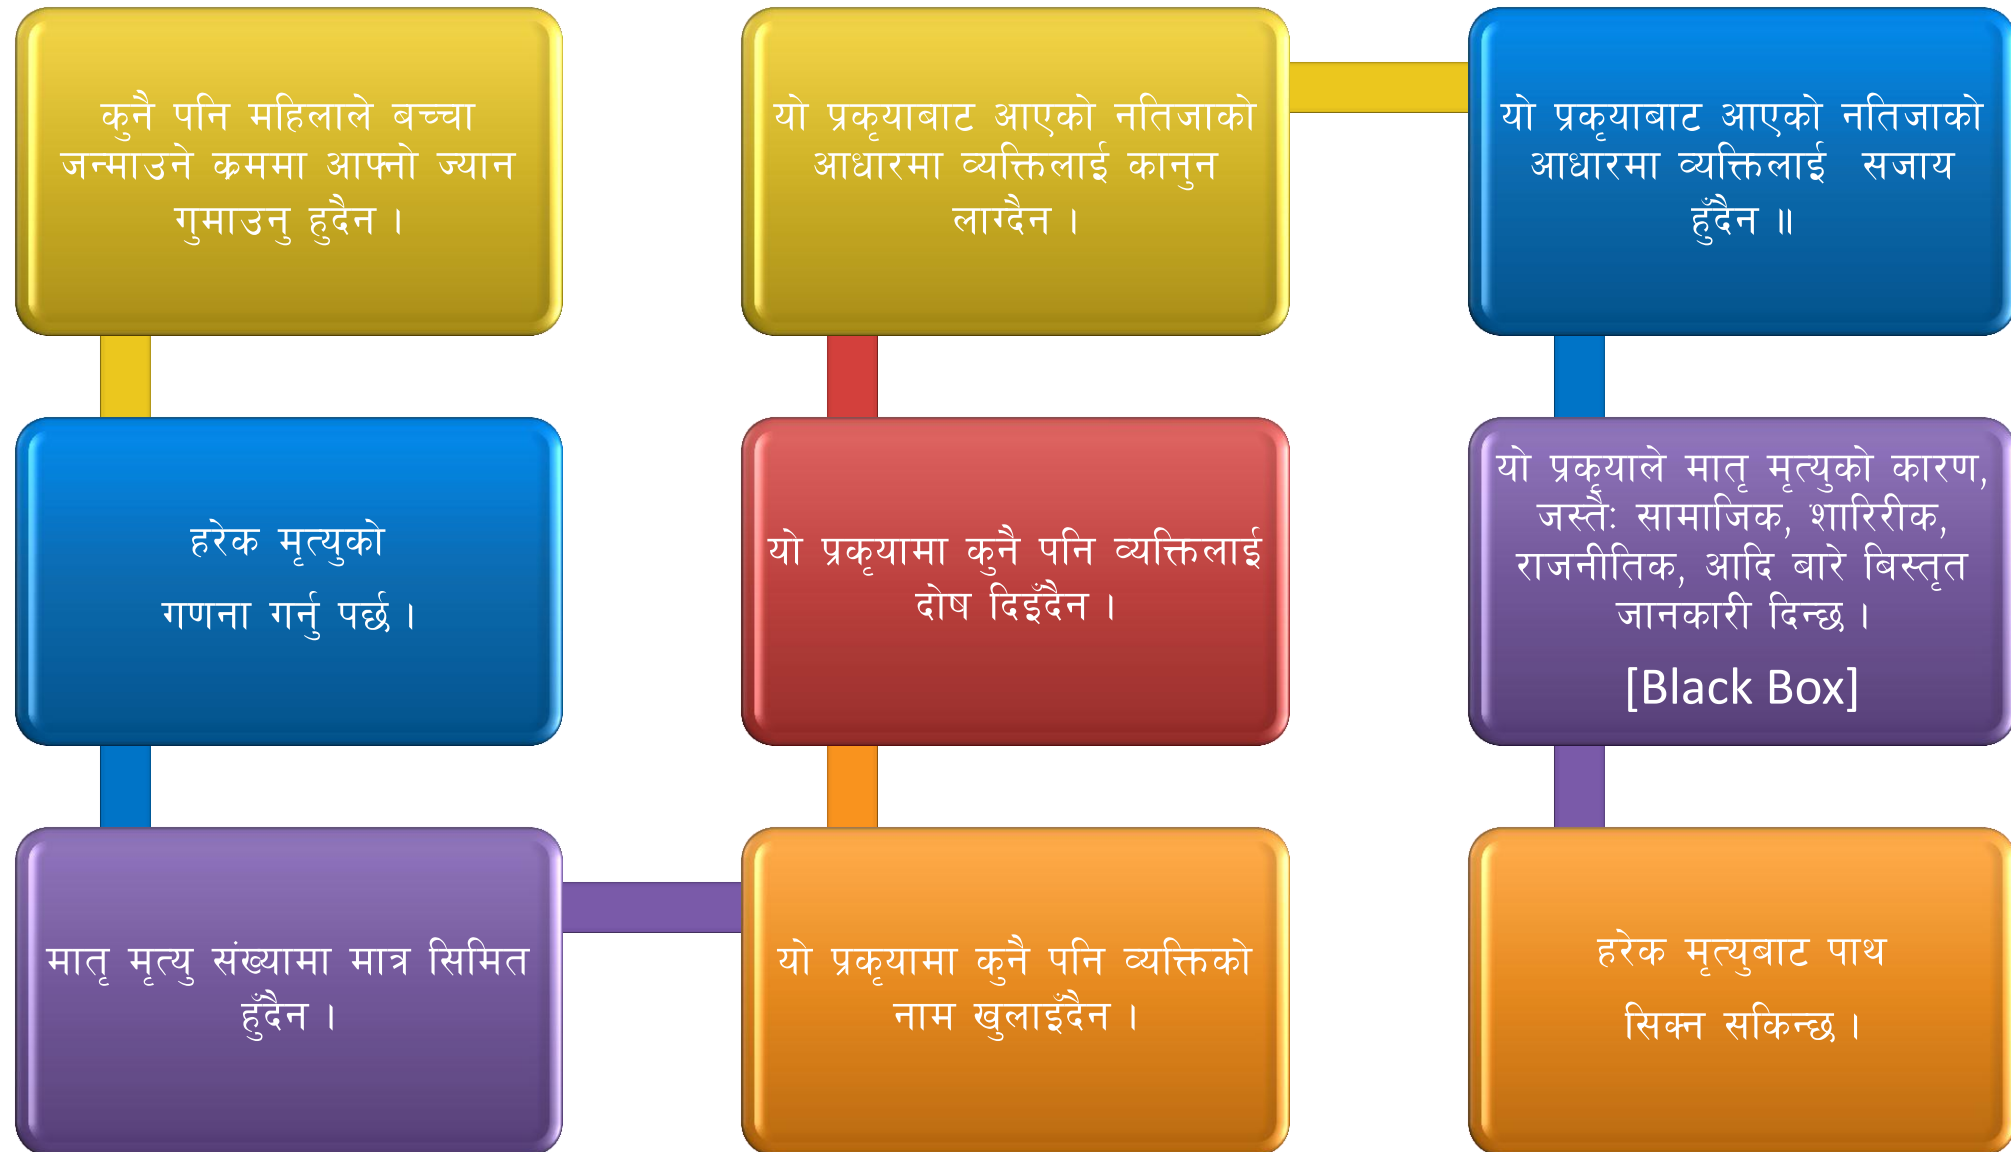 कुनै पनि महिलाले बच्चा
जन्माउने क्रममा आफ्नो ज्यान
गुमाउनु हुदैन ।
हरेक मृत्युको
गणना गर्नु पर्छ ।
मातृ मृत्यु संख्यामा मात्र सिमित
हुँदैन ।
यो प्रकृयामा कुनै पनि व्यक्तिको
नाम खुलाइँदैन ।
यो प्रकृयामा कुनै पनि व्यक्तिलाई
दोष दिइँदैन ।
यो प्रकृयाबाट आएको नतिजाको
आधारमा व्यक्तिलाई कानुन
लाग्दैन ।
यो प्रकृयाबाट आएको नतिजाको
आधारमा व्यक्तिलाई सजाय
हुँदैन ॥
यो प्रकृयाले मातृ मृत्युको कारण,
जस्तैः सामाजिक, शारिरीक,
राजनीतिक, आदि बारे बिस्तृत
जानकारी दिन्छ ।
[Black Box]
हरेक मृत्युबाट पाथ
सिक्न सकिन्छ ।